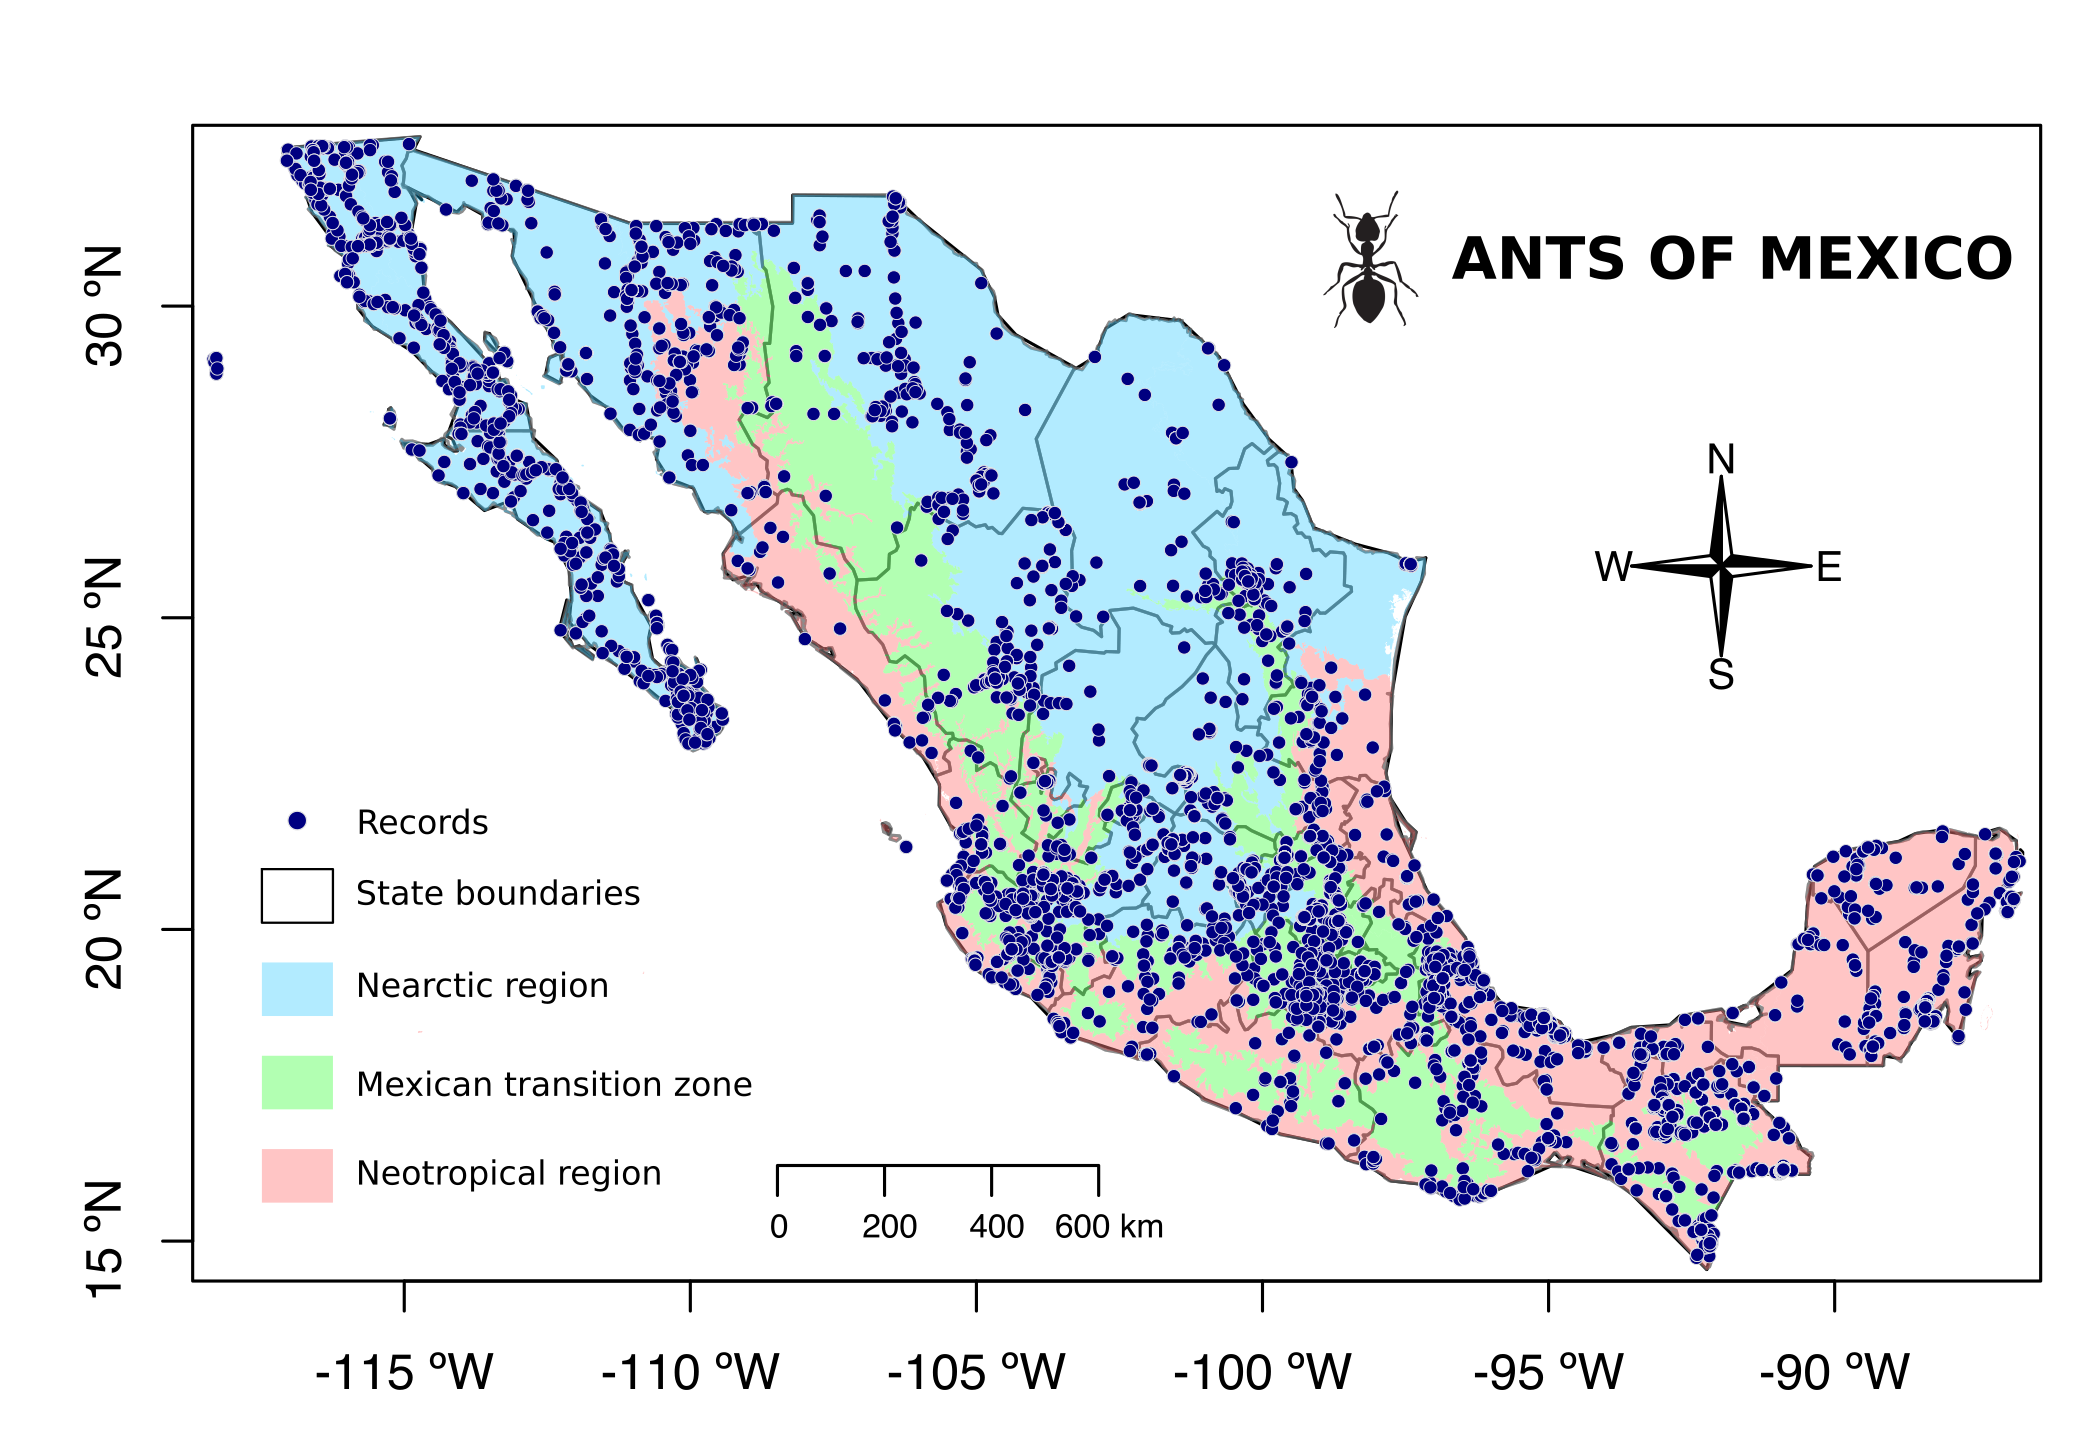 ANTS OF MEXICO
30 ºN
25 ºN
20 ºN
15 ºN
N
W E
S
Records
State boundaries
Nearctic region
Mexican transition zone
Neotropical region
0 200 400 600 km
-115 ºW -110 ºW -105 ºW -100 ºW -95 ºW -90 ºW